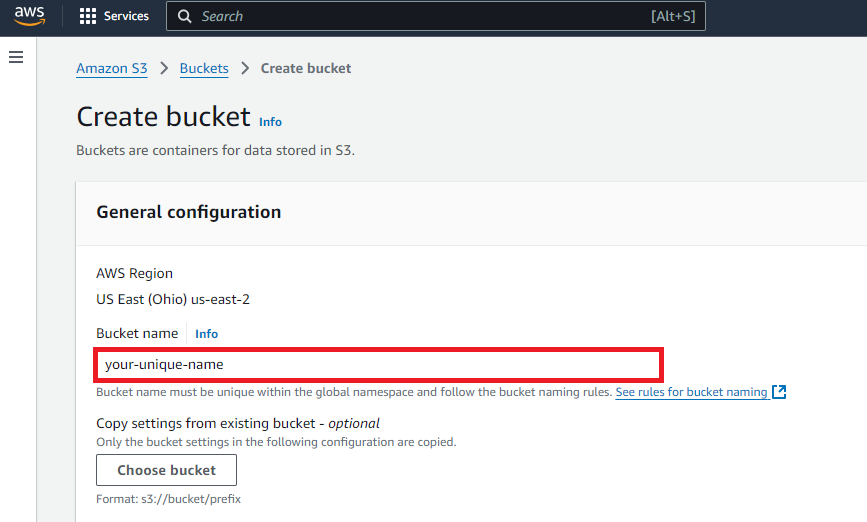 aws Services Search [Alt+S]
Amazon S3 > Buckets > Create bucket
Create bucket Info
Buckets are containers for data stored in S3.
General configuration
AWS Region
US East (Ohio) us-east-2
Bucket name Info
your-unique-name
Bucket name must be unique within the global namespace and follow the bucket naming rules. See rules for bucket naming
Copy settings from existing bucket - optional
Only the bucket settings in the following configuration are copied.
Choose bucket
Format: s3://bucket/prefix